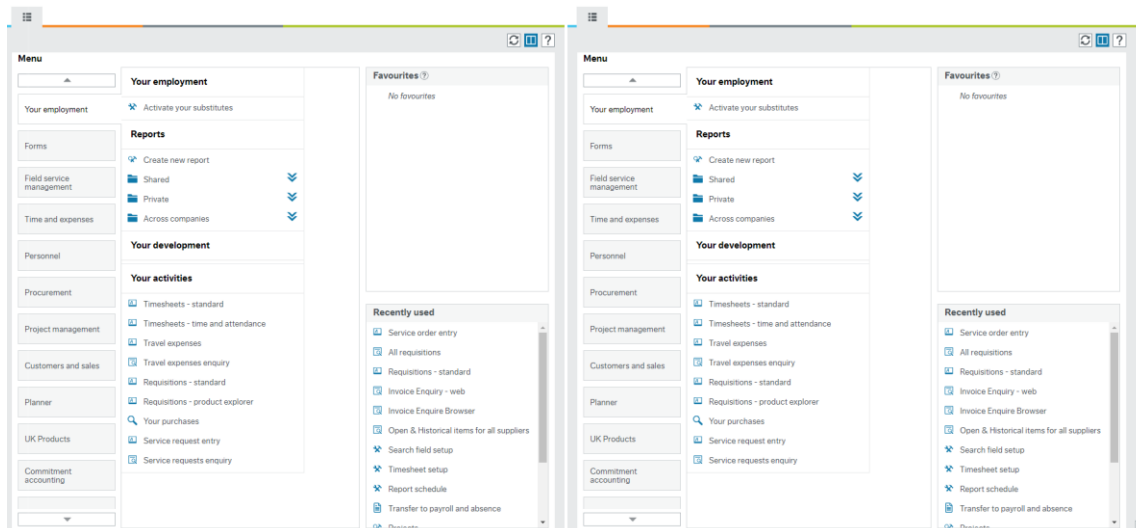 Menu
Your employment
Forms
Field service
management
Time and expenses
Personnel
Procurement
Project management
Customers and sales
Planner
UK Products
Commitment
accounting
Your employment
Activate your substitutes
Reports
Create new report
Shared
Private
Across companies
Your development
Your activities
Timesheets - standard
Timesheets - time and attendance
Travel expenses
Travel expenses enquiry
Requisitions - standard
Requisitions - product explorer
Your purchases
Service request entry
Service requests enquiry
?
Favourites ?
No favourites
Recently used
Service order entry
All requisitions
Requisitions - standard
Invoice Enquiry - web
Invoice Enquire Browser
Open & Historical items for all suppliers
Search field setup
Timesheet setup
Report schedule
Transfer to payroll and absence
Projects
Menu
Your employment
Forms
Field service
management
Time and expenses
Personnel
Procurement
Project management
Customers and sales
Planner
UK Products
Commitment
accounting
Your employment
Activate your substitutes
Reports
Create new report
Shared
Private
Across companies
Your development
Your activities
Timesheets - standard
Timesheets - time and attendance
Travel expenses
Travel expenses enquiry
Requisitions - standard
Requisitions - product explorer
Your purchases
Service request entry
Service requests enquiry
?
Favourites ?
No favourites
Recently used
Service order entry
All requisitions
Requisitions - standard
Invoice Enquiry - web
Invoice Enquire Browser
Open & Historical items for all suppliers
Search field setup
Timesheet setup
Report schedule
Transfer to payroll and absence
Projects